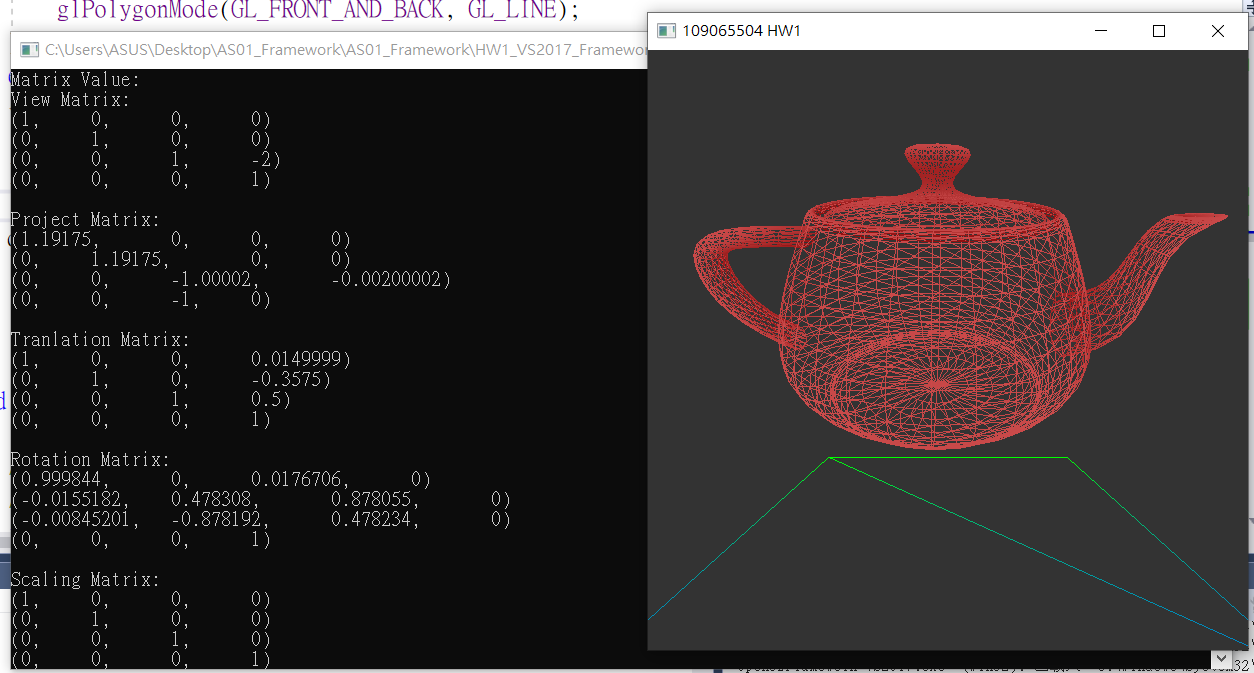 glPolygonMode(GL_FRONT_AND_BACK, GL_LINE);
C:\Users\ASUS\Desktop\AS01_Framework\AS01_Framework\HW1_VS2017_Framewor
109065504 HW1
Matrix Value:
View Matrix:
(1, 0, 0, 0)
(0, 1, 0, 0)
(0, 0, 1, -2)
(0, 0, 0, 1)
Project Matrix:
(1.19175, 0, 0, 0)
(0, 1.19175, 0, 0)
(0, 0, -1.00002, -0.00200002)
(0, 0, -1, 0)
Tranlation Matrix:
(1, 0, 0, 0.0149999)
(0, 1, 0, -0.3575)
(0, 0, 1, 0.5)
(0, 0, 0, 1)
Rotation Matrix:
(0.999844, 0, 0.0176706, 0)
(-0.0155182, 0.478308, 0.878055, 0)
(-0.00845201, -0.878192, 0.478234, 0)
(0, 0, 0, 1)
Scaling Matrix:
(1, 0, 0, 0)
(0, 1, 0, 0)
(0, 0, 1, 0)
(0, 0, 0, 1)